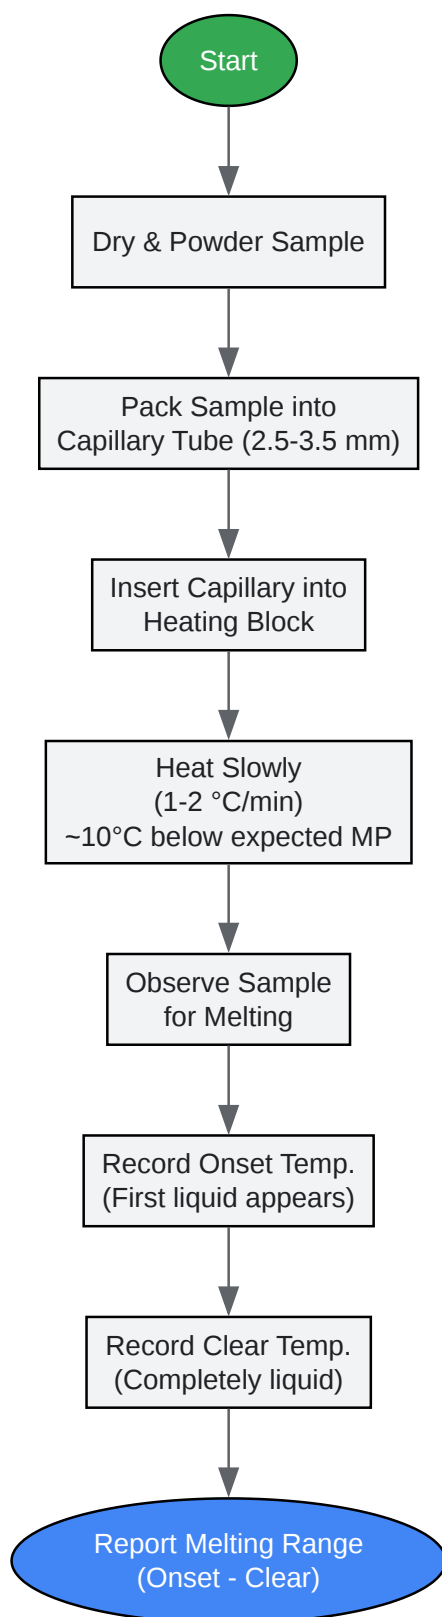 Start
Dry & Powder Sample
Pack Sample into
Capillary Tube (2.5-3.5 mm)
Insert Capillary into
Heating Block
Heat Slowly
(1-2 °C/min)
~10°C below expected MP
Observe Sample
for Melting
Record Onset Temp.
(First liquid appears)
Record Clear Temp.
(Completely liquid)
Report Melting Range
(Onset - Clear)